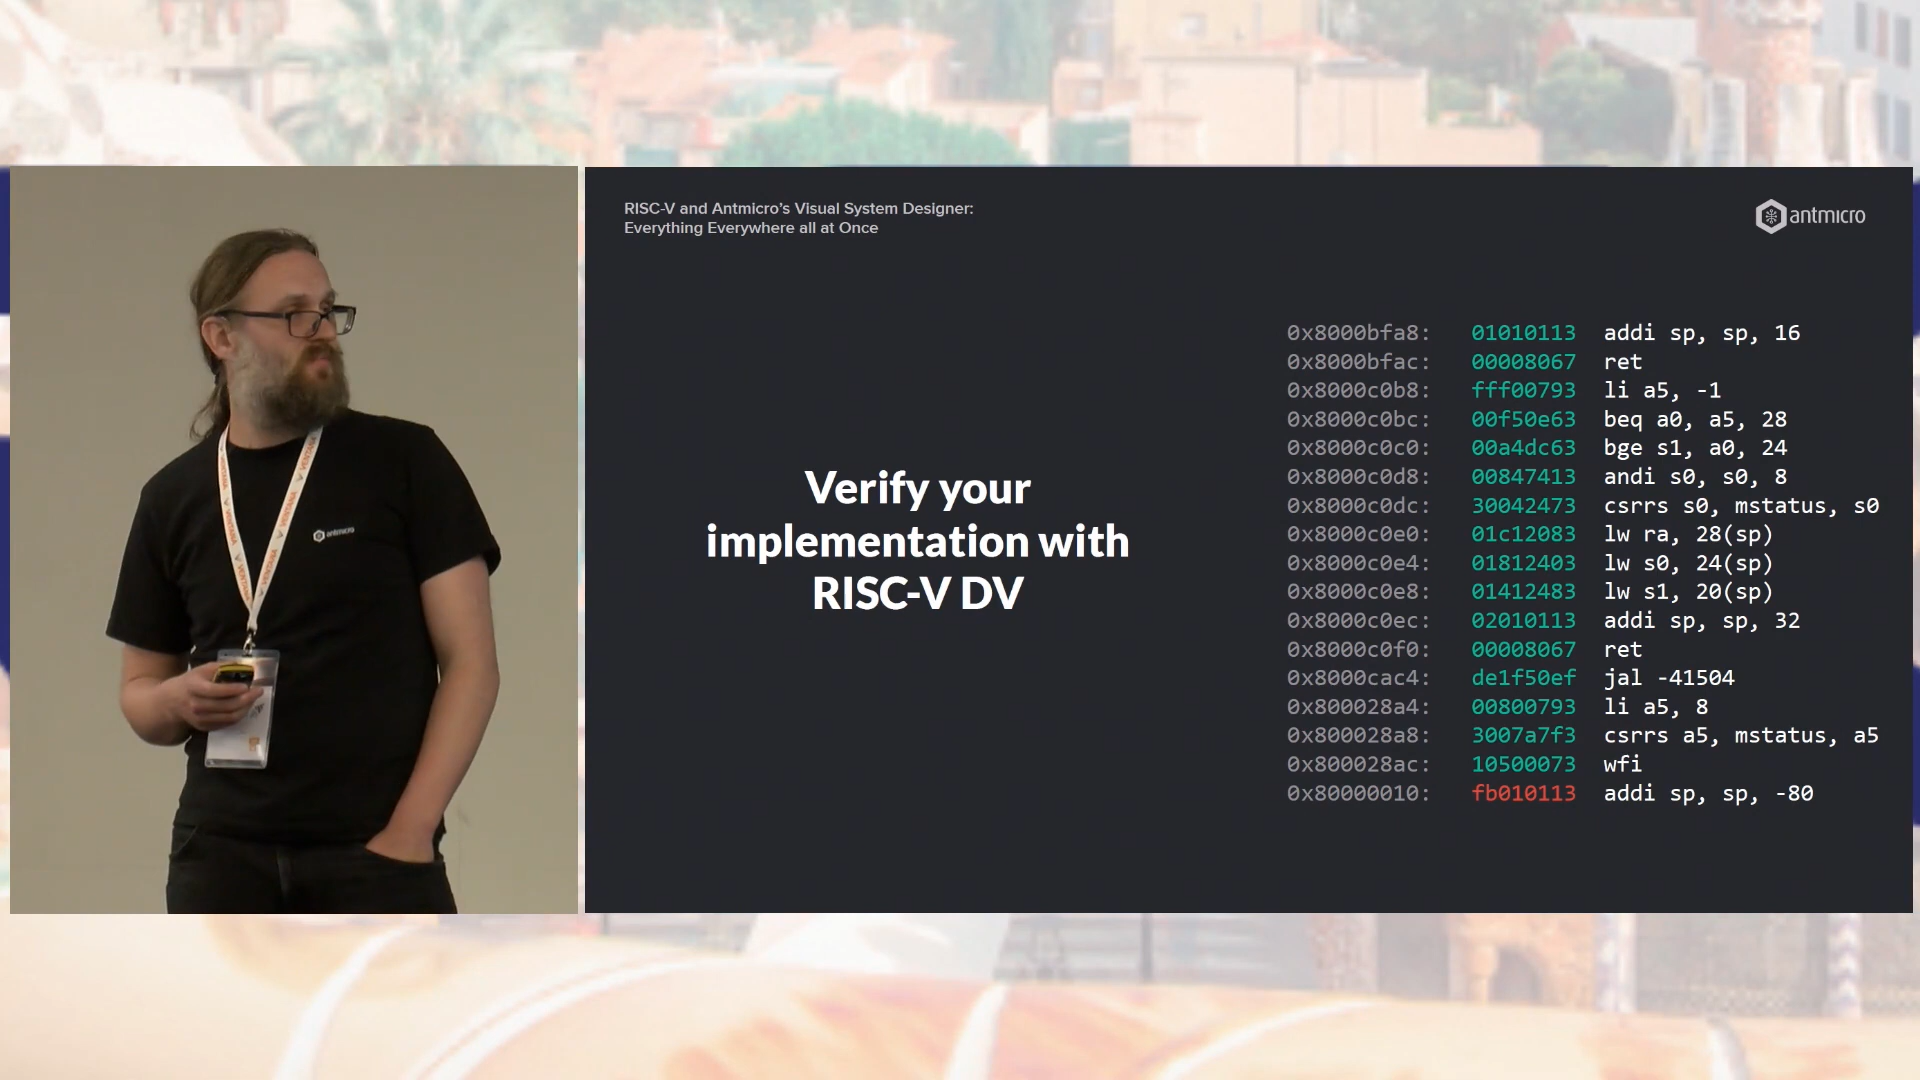 RISC-V and Antmicro's Visual System Designer:
Everything Everywhere all at Once
antmicro
Verify your
implementation with
RISC-V DV
0x8000bfa8: 01010113 addi sp, sp, 16
0x8000bfac: 00008067 ret
0x8000c0b8: fff00793 li a5, -1
0x8000c0bc: 00f50e63 beq a0, a5, 28
0x8000c0c0: 00a4dc63 bge s1, a0, 24
0x8000c0d8: 00847413 andi s0, s0, 8
0x8000c0dc: 30042473 csrrs s0, mstatus, s0
0x8000c0e0: 01c12083 lw ra, 28(sp)
0x8000c0e4: 01812403 lw s0, 24(sp)
0x8000c0e8: 01412483 lw s1, 20(sp)
0x8000c0ec: 02010113 addi sp, sp, 32
0x8000c0f0: 00008067 ret
0x8000cac4: de1f50ef jal -41504
0x800028a4: 00800793 li a5, 8
0x800028a8: 3007a7f3 csrrs a5, mstatus, a5
0x800028ac: 10500073 wfi
0x80000010: fb010113 addi sp, sp, -80
antmicro
VENTANA
VENTANA
VENTANA
VENTANA